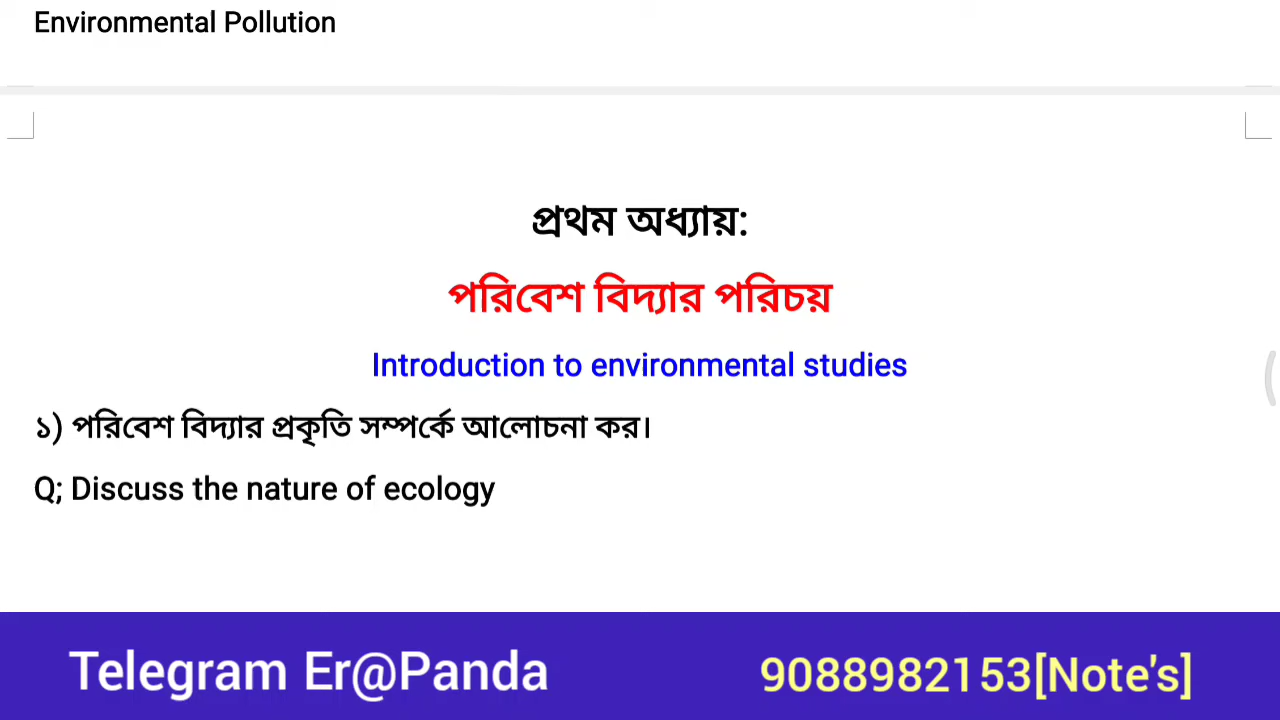 Environmental Pollution
প্রথম অধ্যায়:
পরিবেশ বিদ্যার পরিচয়
Introduction to environmental studies
১) পরিবেশ বিদ্যার প্রকৃতি সম্পর্কে আলোচনা কর।
Q; Discuss the nature of ecology
Telegram Er@Panda 9088982153[Note's]